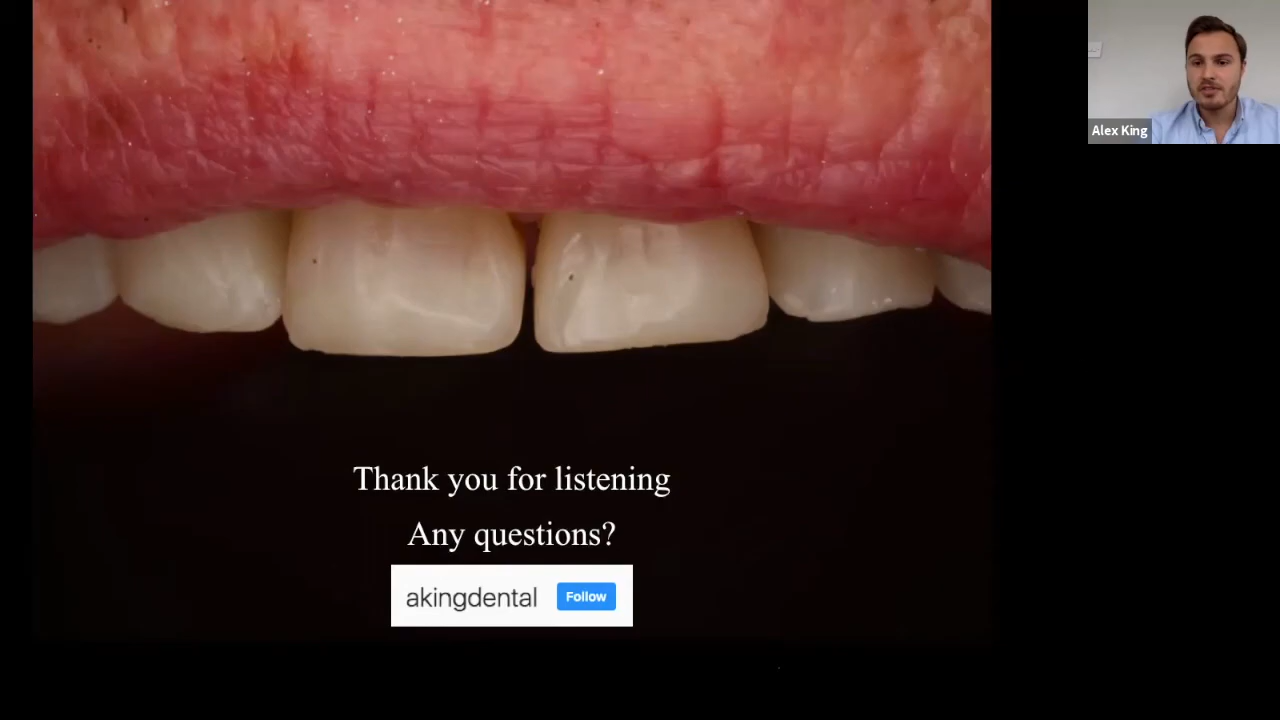 Alex King
Thank you for listening
Any questions?
akingdental Follow